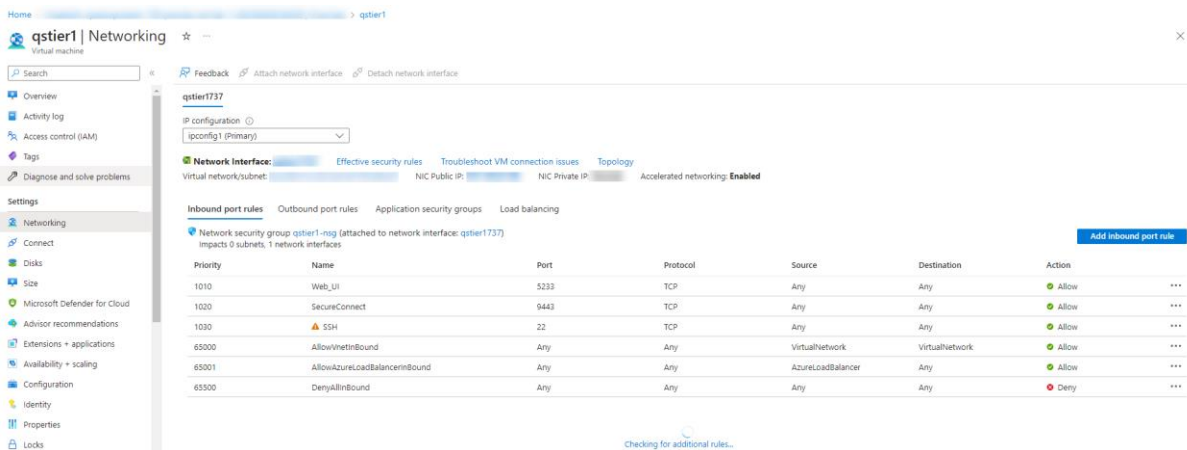 Home > qstier1
qstier1 | Networking
Virtual machine
Search
Feedback Attach network interface Detach network interface
Overview
Activity log
Access control (IAM)
Tags
Diagnose and solve problems
Settings
Networking
Connect
Disks
Size
Microsoft Defender for Cloud
Advisor recommendations
Extensions + applications
Availability + scaling
Configuration
Identity
Properties
Locks
qstier1737
IP configuration
ipconfig1 (Primary)
Network Interface: Effective security rules Troubleshoot VM connection issues Topology
Virtual network/subnet: NIC Public IP: NIC Private IP: Accelerated networking: Enabled
Inbound port rules Outbound port rules Application security groups Load balancing
Network security group qstier1-nsg (attached to network interface: qstier1737)
Impacts 0 subnets, 1 network interfaces
Add inbound port rule
Priority Name Port Protocol Source Destination Action
1010 Web_UI 5233 TCP Any Any Allow
1020 SecureConnect 9443 TCP Any Any Allow
1030 SSH 22 TCP Any Any Allow
65000 AllowVnetInBound Any Any VirtualNetwork VirtualNetwork Allow
65001 AllowAzureLoadBalancerInBound Any Any AzureLoadBalancer Any Allow
65500 DenyAllInBound Any Any Any Any Deny
Checking for additional rules...